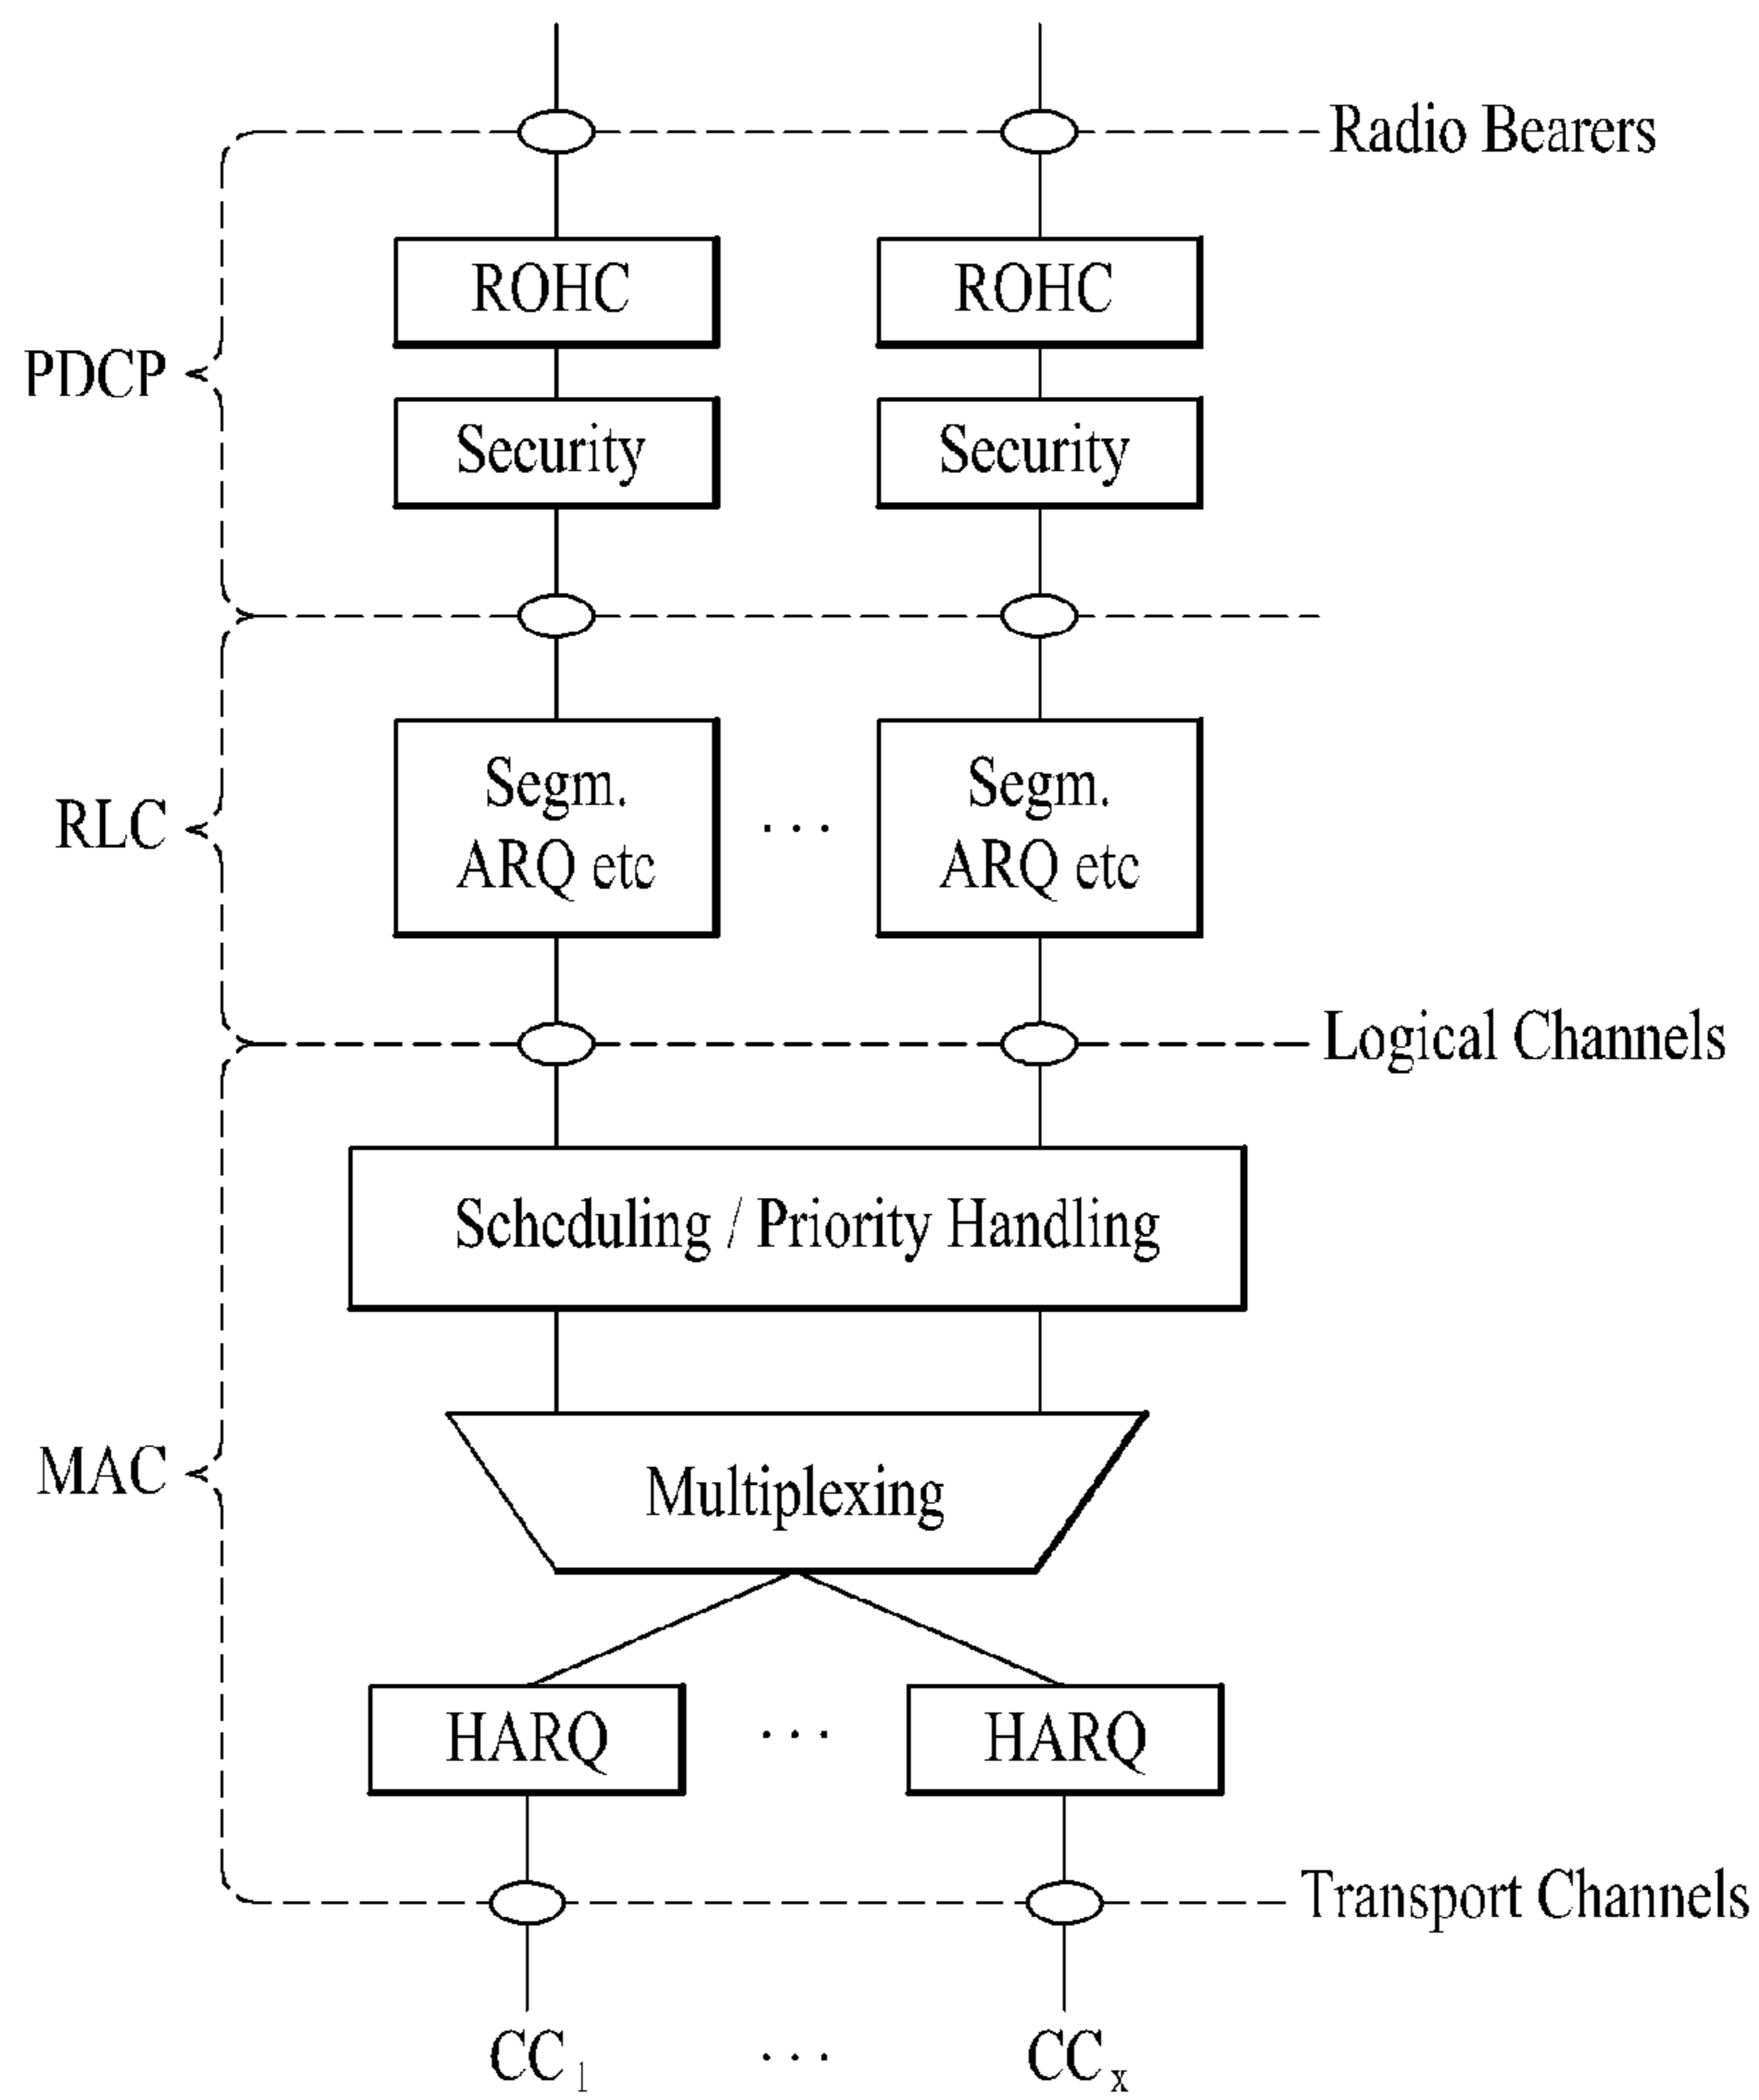 Radio Bearers
ROHC
ROHC
PDCP
Security
Security
Segm.
ARQ etc
...
Segm.
ARQ etc
RLC
Logical Channels
Scheduling / Priority Handling
MAC
Multiplexing
HARQ
...
HARQ
Transport Channels
CC1
...
CCx